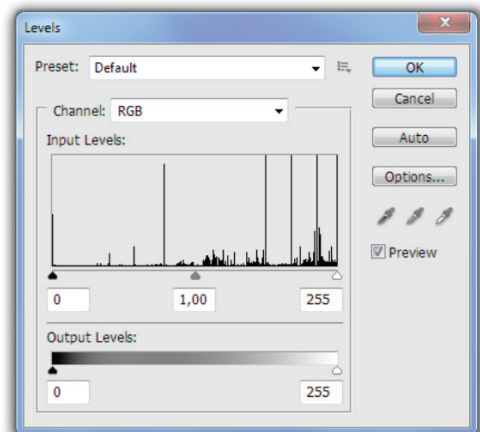 Levels
Preset: Default
OK
Channel: RGB
Cancel
Input Levels:
Auto
Options...
Preview
0 1,00 255
Output Levels:
0 255